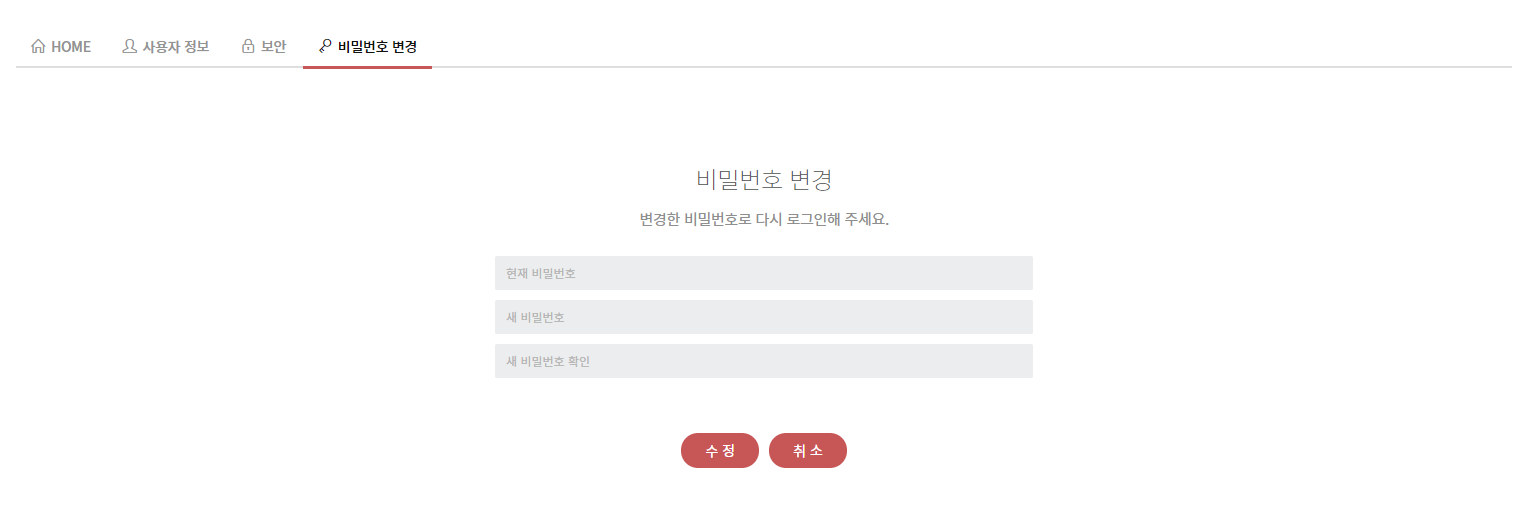 HOME 사용자 정보 보안 비밀번호 변경
비밀번호 변경
변경한 비밀번호로 다시 로그인해 주세요.
현재 비밀번호
새 비밀번호
새 비밀번호 확인
수 정 취 소